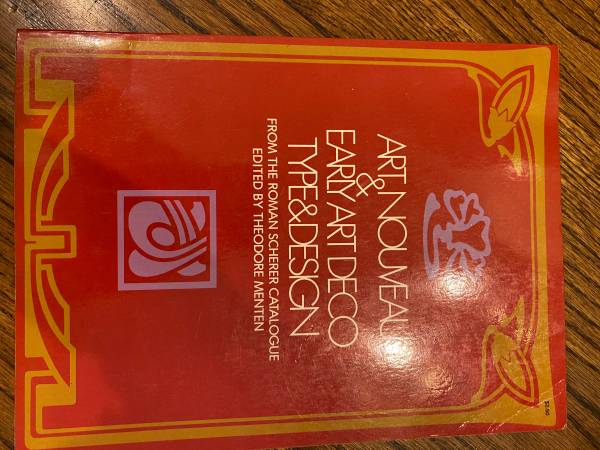 ART NOUVEAU
&
EARLY ART DECO
TYPE & DESIGN
FROM THE ROMAN SCHERER CATALOGUE
EDITED BY THEODORE MENTEN